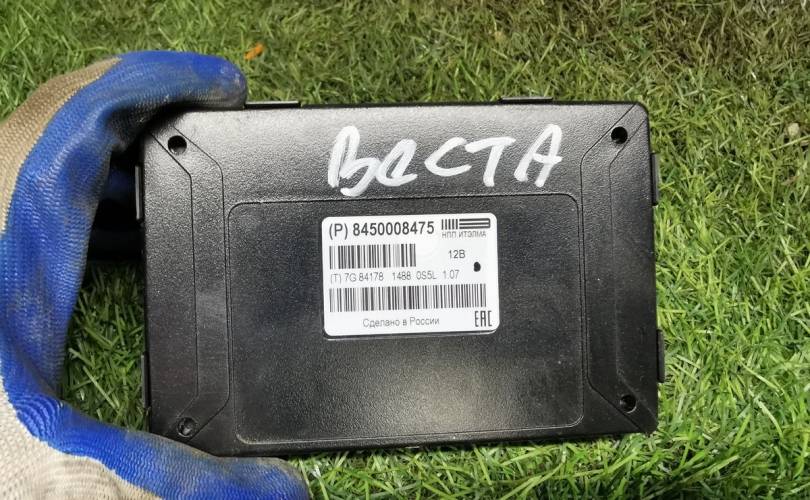 ВЕСТА
(P) 8450008475
НПП ИТЭЛМА
12В
(T) 7G 84178 1488 0S5L 1.07
Сделано в России
EAC